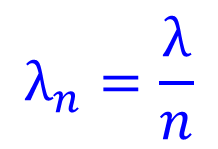 λₙ = λ/n